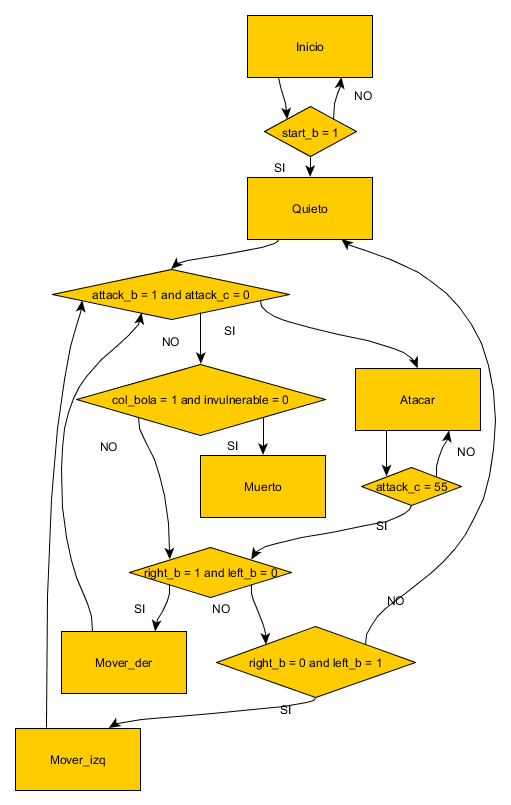 Inicio
NO
start_b = 1
SI
Quieto
attack_b = 1 and attack_c = 0
NO
SI
col_bola = 1 and invulnerable = 0
Atacar
NO
SI
NO
Muerto
attack_c = 55
SI
right_b = 1 and left_b = 0
SI
NO
NO
Mover_der
right_b = 0 and left_b = 1
SI
Mover_izq